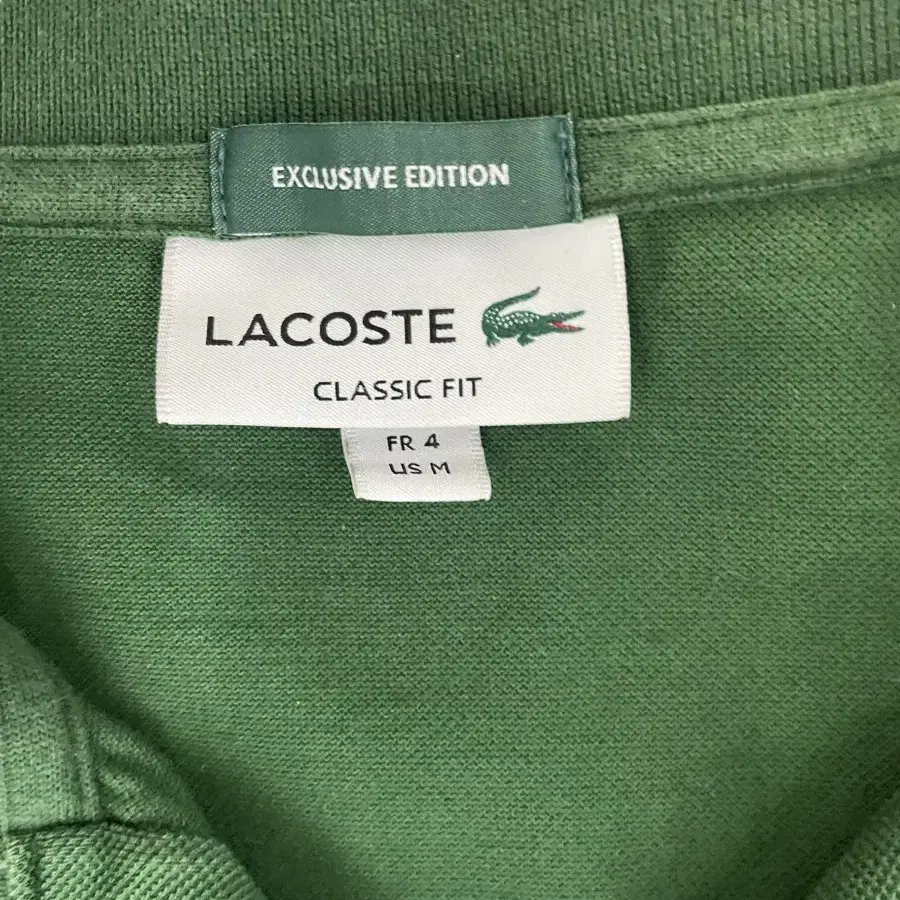 EXCLUSIVE EDITION
LACOSTE
CLASSIC FIT
FR 4
US M